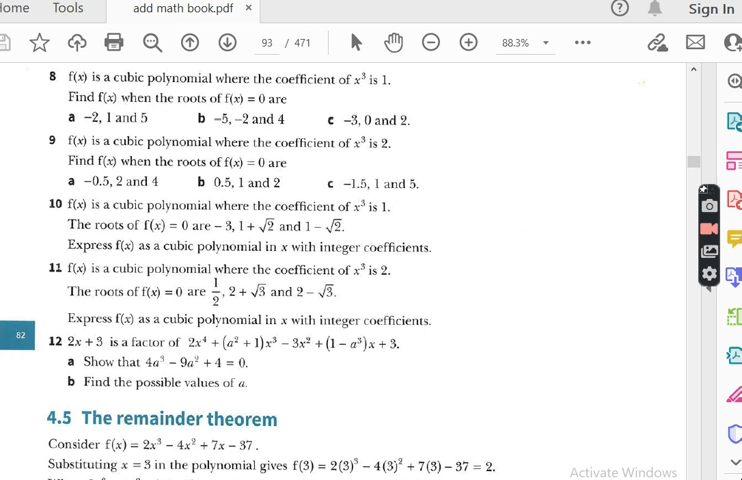 ome Tools add math book.pdf × Sign In
93 / 471 88.3%
8 f(x) is a cubic polynomial where the coefficient of x³ is 1.
Find f(x) when the roots of f(x) = 0 are
a −2, 1 and 5 b −5, −2 and 4 c −3, 0 and 2.
9 f(x) is a cubic polynomial where the coefficient of x³ is 2.
Find f(x) when the roots of f(x) = 0 are
a −0.5, 2 and 4 b 0.5, 1 and 2 c −1.5, 1 and 5.
10 f(x) is a cubic polynomial where the coefficient of x³ is 1.
The roots of f(x) = 0 are − 3, 1 + √2 and 1 − √2.
Express f(x) as a cubic polynomial in x with integer coefficients.
11 f(x) is a cubic polynomial where the coefficient of x³ is 2.
The roots of f(x) = 0 are 1/2, 2 + √3 and 2 − √3.
Express f(x) as a cubic polynomial in x with integer coefficients.
82
12 2x + 3 is a factor of 2x⁴ + (a² + 1)x³ − 3x² + (1 − a³)x + 3.
a Show that 4a³ − 9a² + 4 = 0.
b Find the possible values of a.
4.5 The remainder theorem
Consider f(x) = 2x³ − 4x² + 7x − 37.
Substituting x = 3 in the polynomial gives f(3) = 2(3)³ − 4(3)² + 7(3) − 37 = 2.
Activate Windows